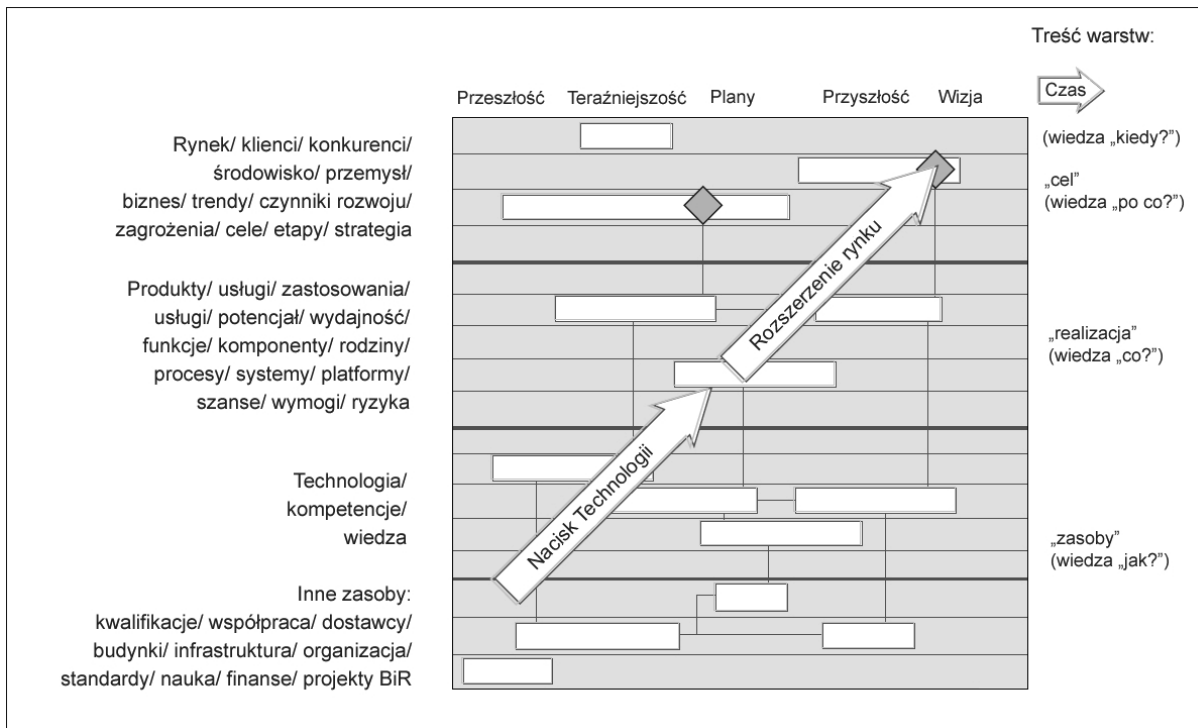 Treść warstw:
Przeszłość Teraźniejszość Plany Przyszłość Wizja
Czas
Rynek/ klienci/ konkurenci/
środowisko/ przemysł/
biznes/ trendy/ czynniki rozwoju/
zagrożenia/ cele/ etapy/ strategia
(wiedza „kiedy?”)
„cel”
(wiedza „po co?”)
Rozszerzenie rynku
Produkty/ usługi/ zastosowania/
usługi/ potencjał/ wydajność/
funkcje/ komponenty/ rodziny/
procesy/ systemy/ platformy/
szanse/ wymogi/ ryzyka
„realizacja”
(wiedza „co?”)
Nacisk Technologii
Technologia/
kompetencje/
wiedza
„zasoby”
(wiedza „jak?”)
Inne zasoby:
kwalifikacje/ współpraca/ dostawcy/
budynki/ infrastruktura/ organizacja/
standardy/ nauka/ finanse/ projekty BiR